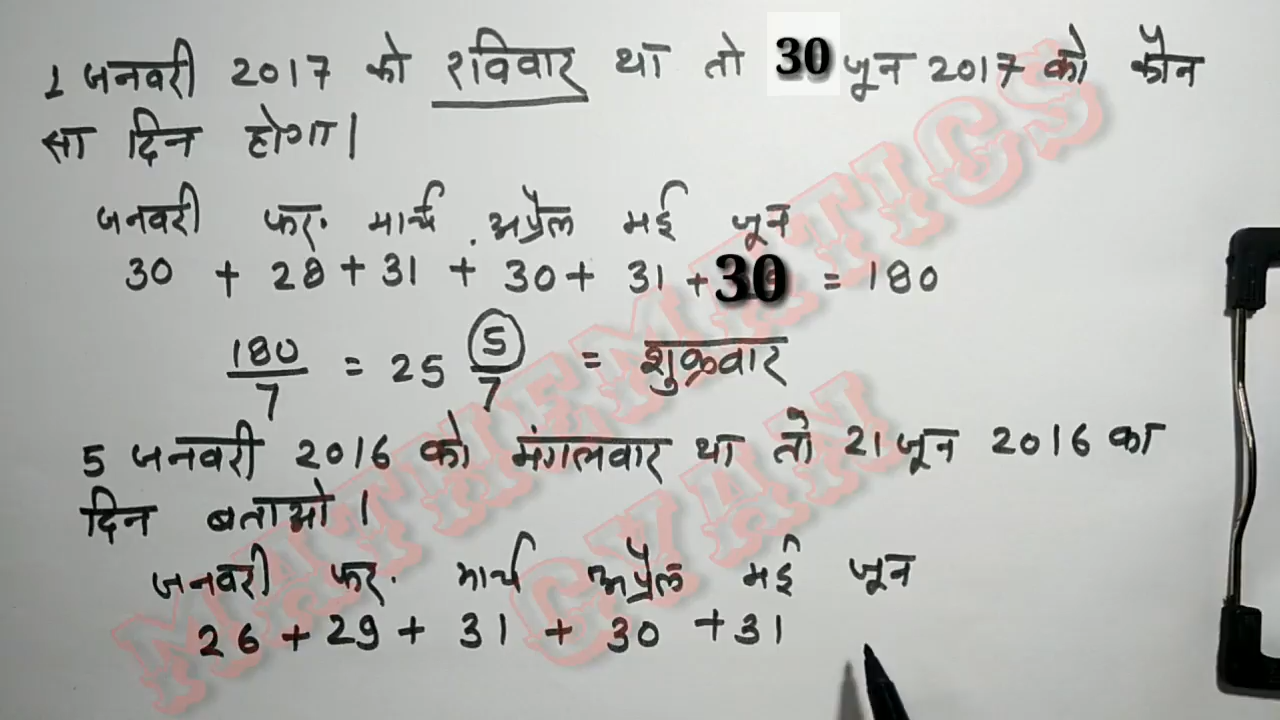 1 जनवरी 2017 को रविवार था तो 30 जून 2017 को कौन
सा दिन होगा।
जनवरी फर. मार्च अप्रैल मई जून
30 + 28 + 31 + 30 + 31 + 30 = 180
180/7 = 25 5/7 = शुक्रवार
5 जनवरी 2016 को मंगलवार था तो 21 जून 2016 का
दिन बताओ।
जनवरी फर. मार्च अप्रैल मई जून
26 + 29 + 31 + 30 + 31
MATHEMATICS
GYAN